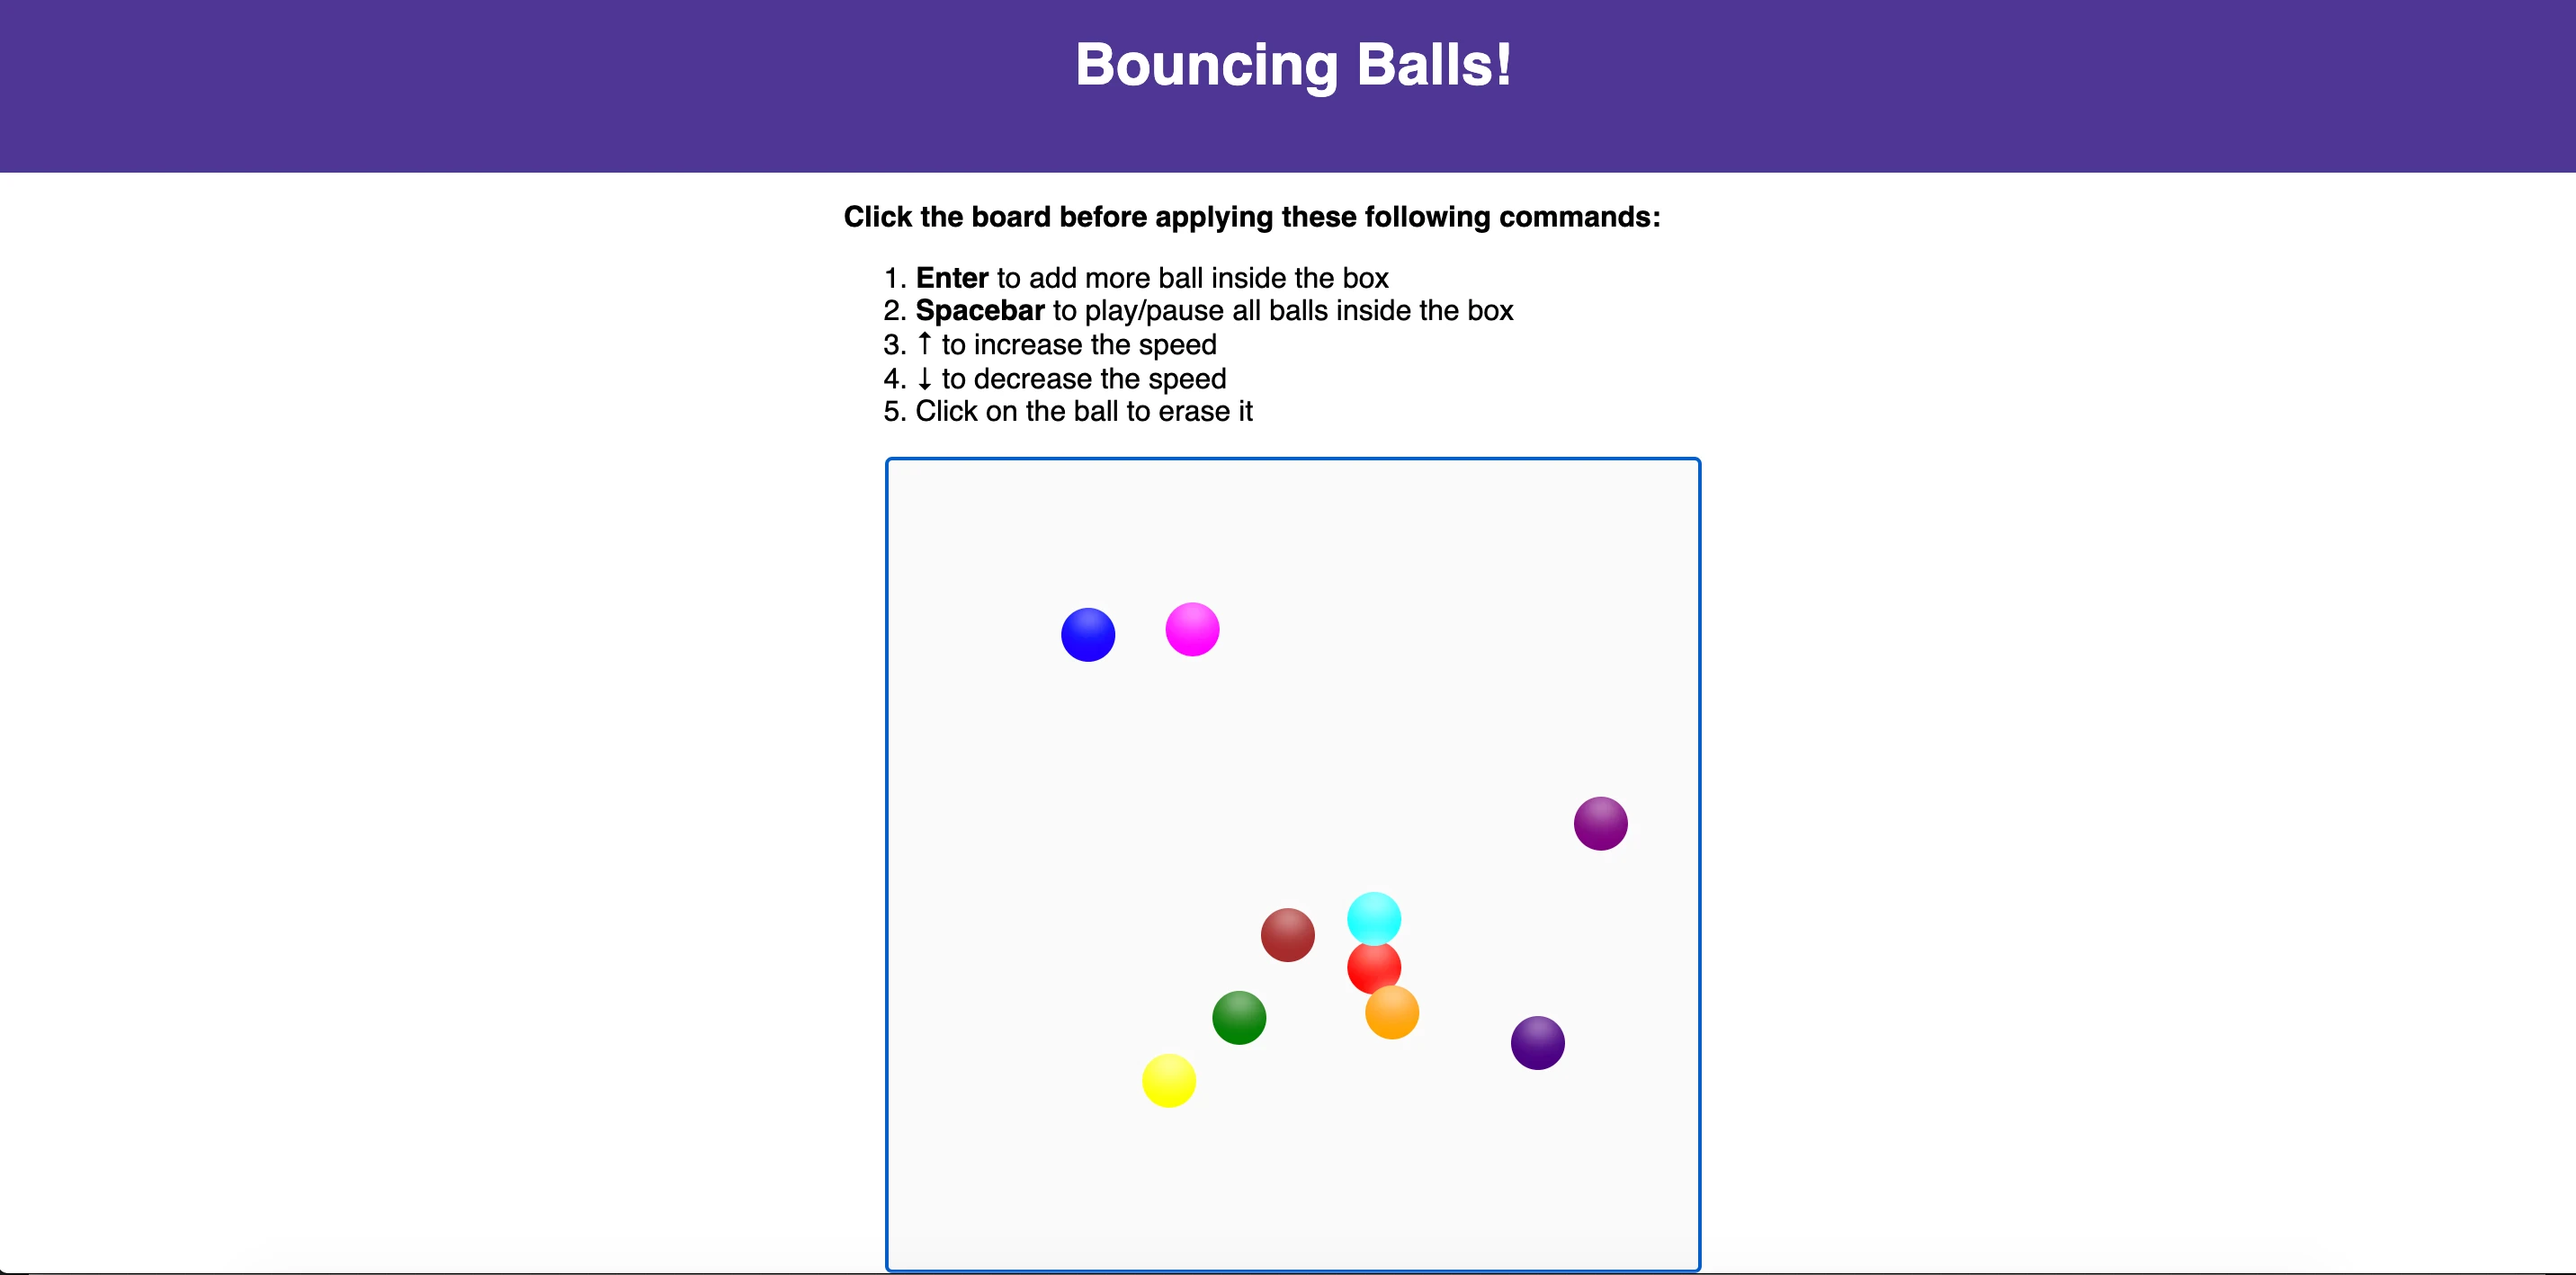 Bouncing Balls!
Click the board before applying these following commands:
1. Enter to add more ball inside the box
2. Spacebar to play/pause all balls inside the box
3. ↑ to increase the speed
4. ↓ to decrease the speed
5. Click on the ball to erase it